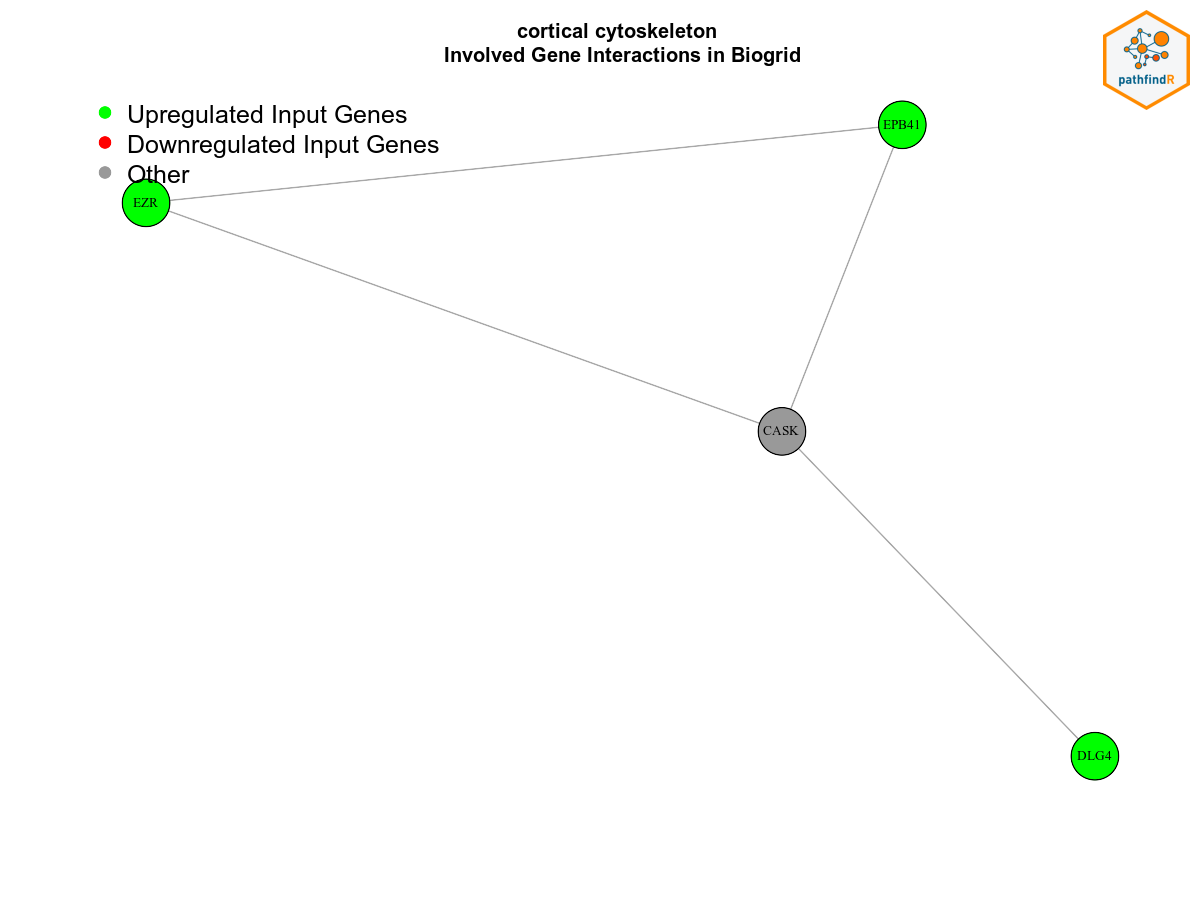 cortical cytoskeleton
Involved Gene Interactions in Biogrid
pathfindR
Upregulated Input Genes
Downregulated Input Genes
Other
EPB41
EZR
CASK
DLG4